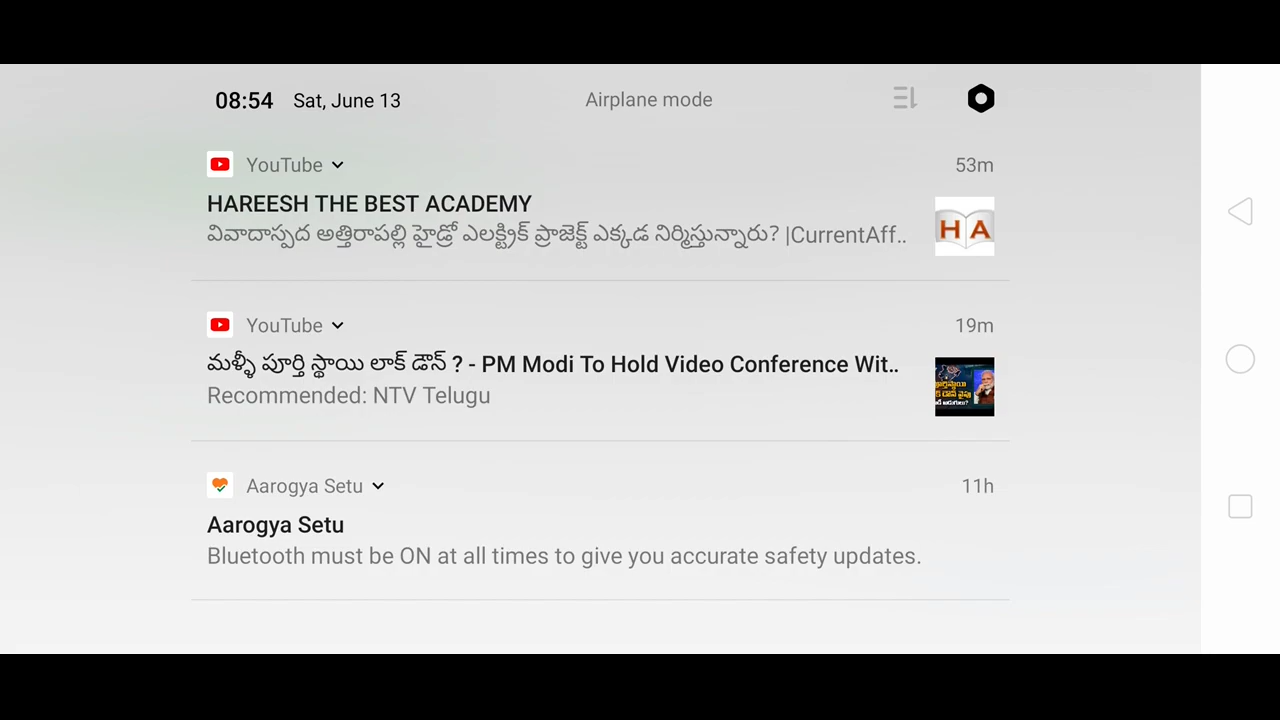 08:54 Sat, June 13 Airplane mode
YouTube 53m
HAREESH THE BEST ACADEMY
వివాదాస్పద అత్తిరాపల్లి హైడ్రో ఎలక్ట్రిక్ ప్రాజెక్ట్ ఎక్కడ నిర్మిస్తున్నారు? |CurrentAff..
H A
YouTube 19m
మళ్ళీ పూర్తి స్థాయి లాక్ డౌన్ ? - PM Modi To Hold Video Conference Wit..
Recommended: NTV Telugu
Aarogya Setu 11h
Aarogya Setu
Bluetooth must be ON at all times to give you accurate safety updates.